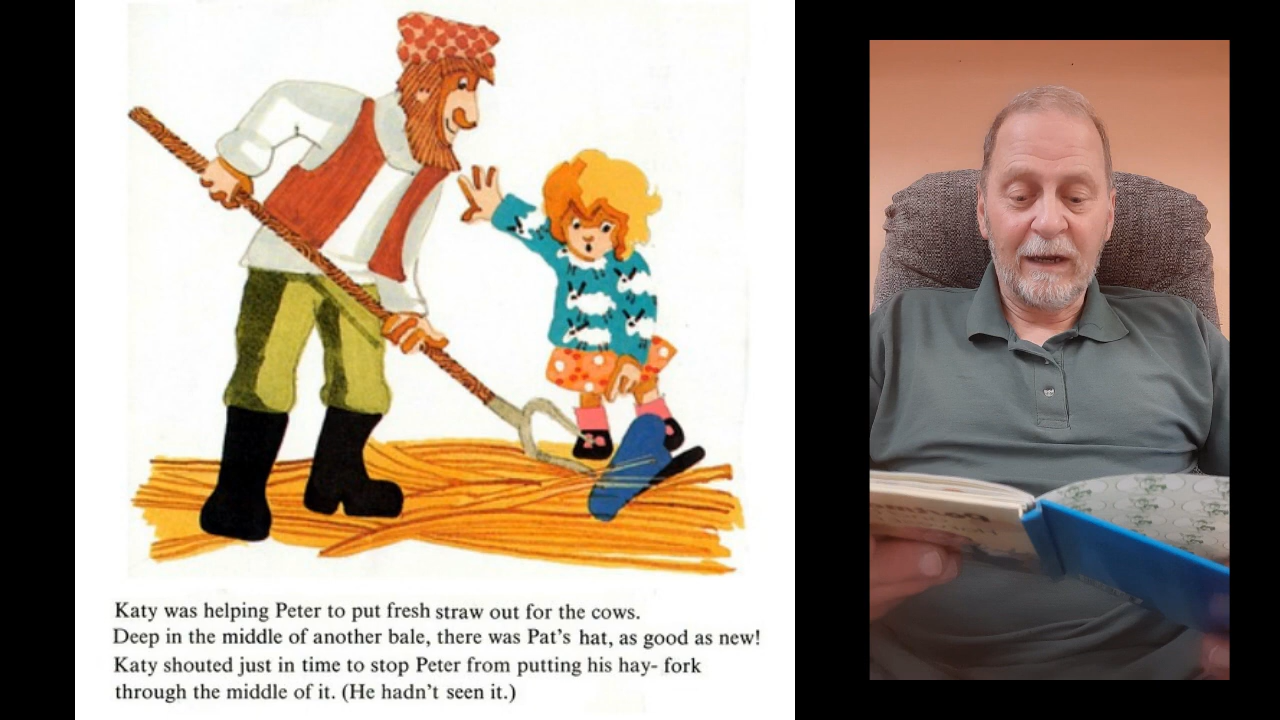 Katy was helping Peter to put fresh straw out for the cows.
Deep in the middle of another bale, there was Pat's hat, as good as new!
Katy shouted just in time to stop Peter from putting his hay- fork
through the middle of it. (He hadn't seen it.)